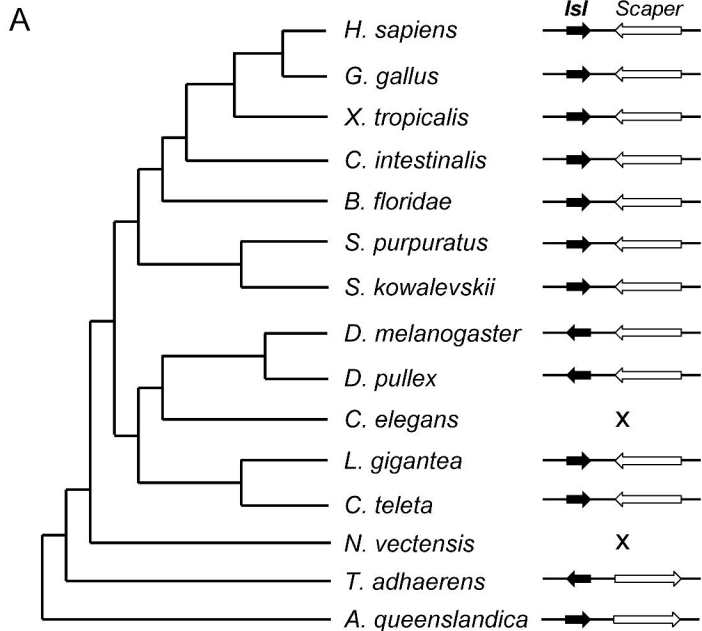 A
Isl Scaper
H. sapiens
G. gallus
X. tropicalis
C. intestinalis
B. floridae
S. purpuratus
S. kowalevskii
D. melanogaster
D. pullex
C. elegans X
L. gigantea
C. teleta
N. vectensis X
T. adhaerens
A. queenslandica